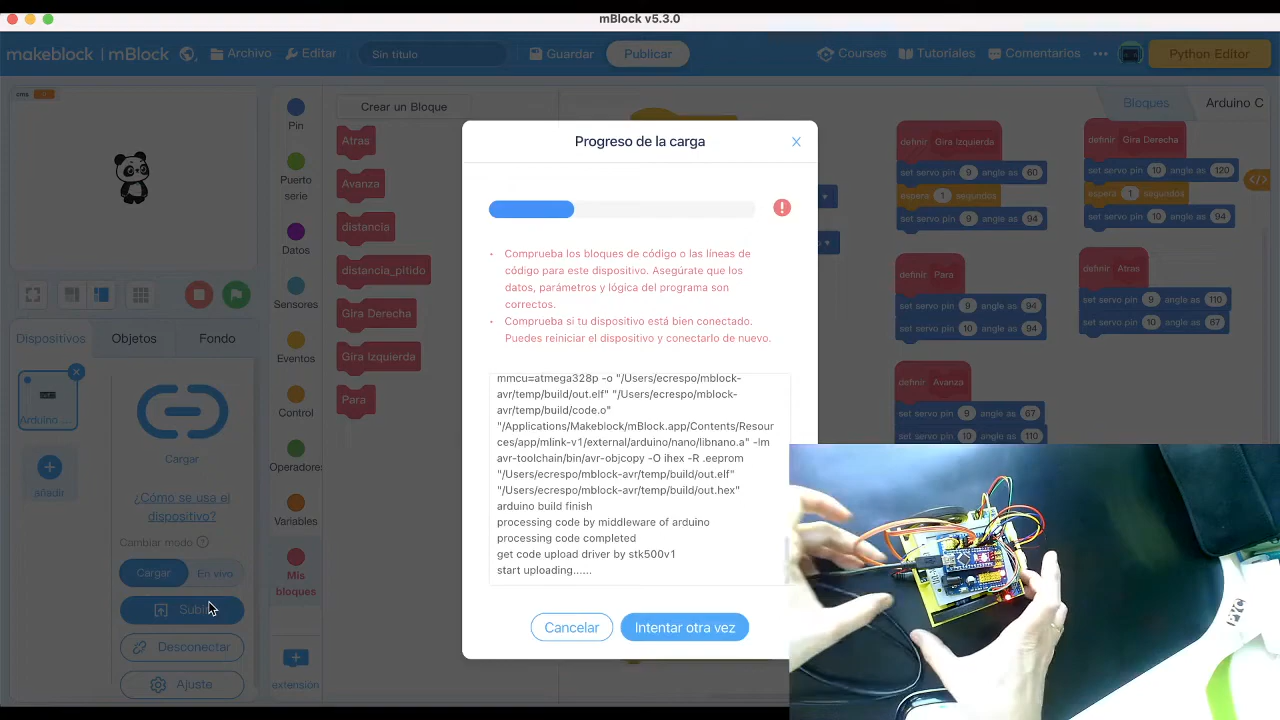 mBlock v5.3.0
makeblock | mBlock
Archivo
Editar
Sin título
Guardar
Publicar
Courses
Tutoriales
Comentarios
Python Editor
cms
Crear un Bloque
Bloques
Arduino C
Pin
Puerto serie
Datos
Sensores
Eventos
Control
Operadore
Variables
Mis bloques
extensión
Atras
Avanza
distancia
distancia_pitido
Gira Derecha
Gira Izquierda
Para
Dispositivos
Objetos
Fondo
Arduino ...
añadir
Cargar
¿Cómo se usa el dispositivo?
Cambiar modo
Cargar
En vivo
Subi
Desconectar
Ajuste
Progreso de la carga
Comprueba los bloques de código o las líneas de
código para este dispositivo. Asegúrate que los
datos, parámetros y lógica del programa son
correctos.
Comprueba si tu dispositivo está bien conectado.
Puedes reiniciar el dispositivo y conectarlo de nuevo.
mmcu=atmega328p -o "/Users/ecrespo/mblock-
avr/temp/build/out.elf" "/Users/ecrespo/mblock-
avr/temp/build/code.o"
"/Applications/Makeblock/mBlock.app/Contents/Resour
ces/app/mlink-v1/external/arduino/nano/libnano.a" -lm
avr-toolchain/bin/avr-objcopy -O ihex -R .eeprom
"/Users/ecrespo/mblock-avr/temp/build/out.elf"
"/Users/ecrespo/mblock-avr/temp/build/out.hex"
arduino build finish
processing code by middleware of arduino
processing code completed
get code upload driver by stk500v1
start uploading......
Cancelar
Intentar otra vez
definir Gira Izquierda
set servo pin 9 angle as 60
espera 1 segundos
set servo pin 9 angle as 94
definir Gira Derecha
set servo pin 10 angle as 120
espera 1 segundos
set servo pin 10 angle as 94
definir Para
set servo pin 9 angle as 94
set servo pin 10 angle as 94
definir Atras
set servo pin 9 angle as 110
set servo pin 10 angle as 67
definir Avanza
set servo pin 9 angle as 67
set servo pin 10 angle as 110